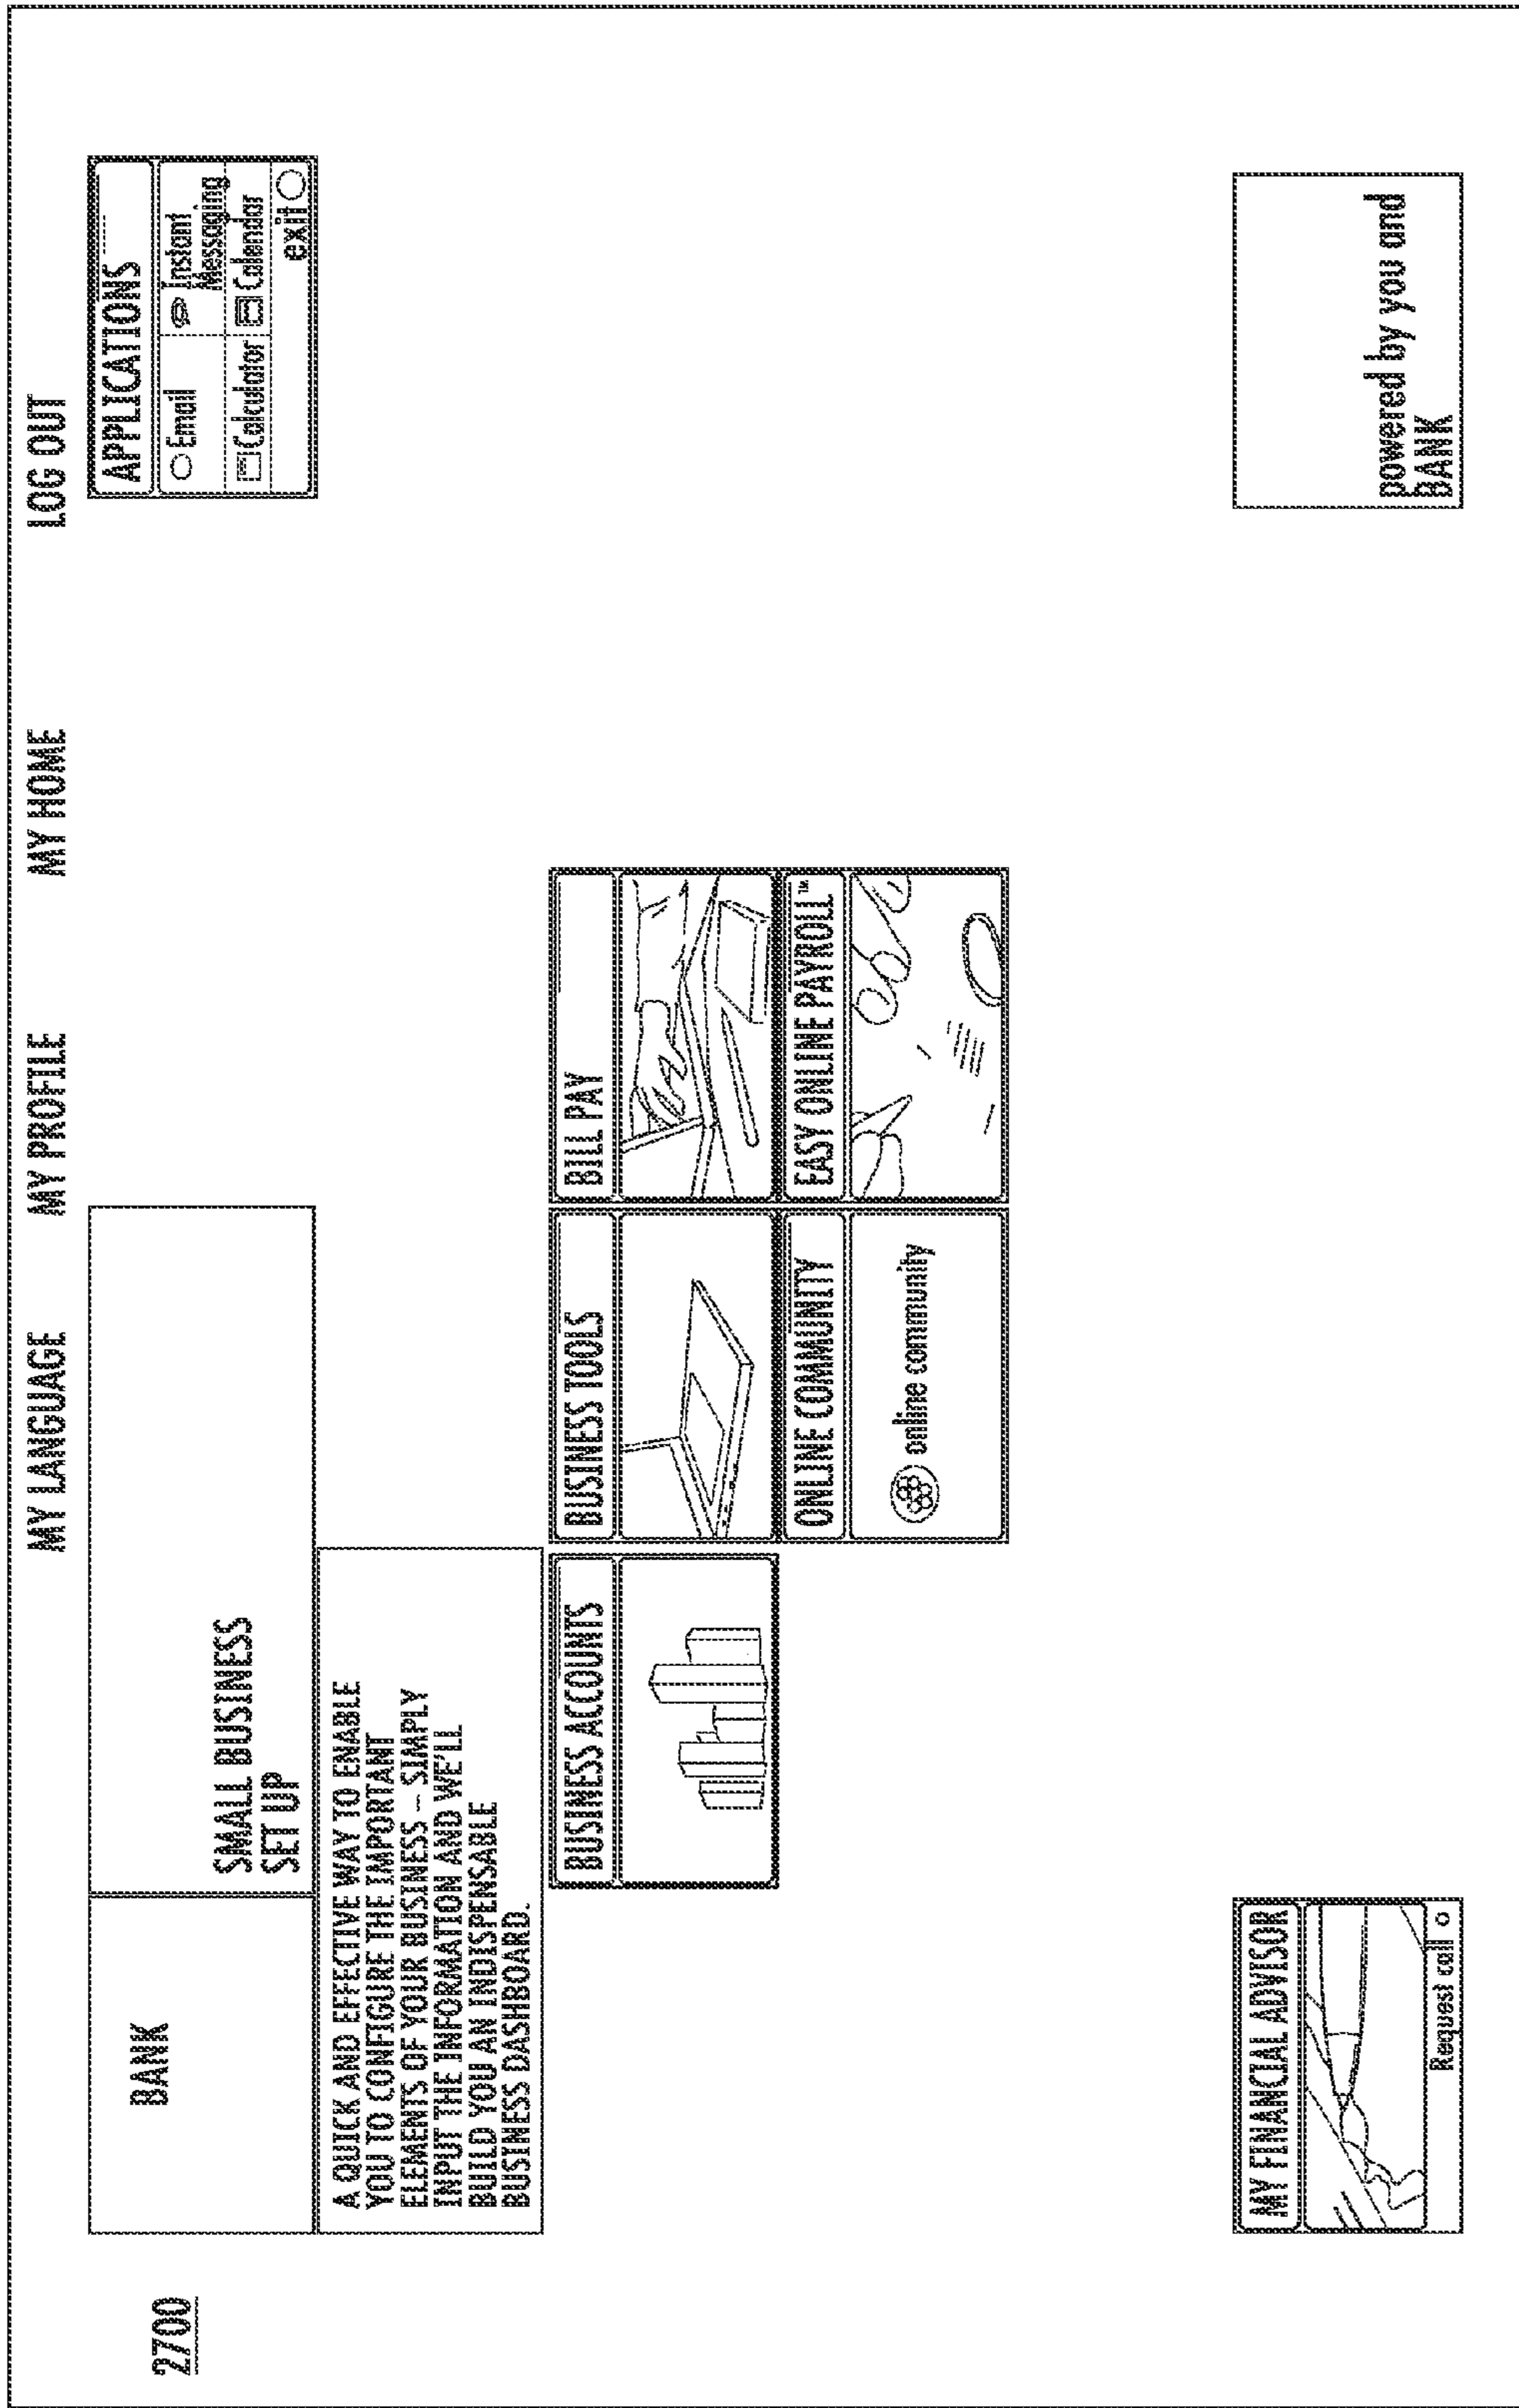 2700
MY LANGUAGE
MY PROFILE
MY HOME
LOG OUT
BANK
SMALL BUSINESS
SET UP
APPLICATIONS
Email
Instant
Messaging
Calculator
Calendar
exit
A QUICK AND EFFECTIVE WAY TO ENABLE
YOU TO CONFIGURE THE IMPORTANT
ELEMENTS OF YOUR BUSINESS – SIMPLY
INPUT THE INFORMATION AND WE'LL
BUILD YOU AN INDISPENSABLE
BUSINESS DASHBOARD.
BUSINESS ACCOUNTS
BUSINESS TOOLS
BILL PAY
ONLINE COMMUNITY
online community
EASY ONLINE PAYROLL™
MY FINANCIAL ADVISOR
Request call
powered by you and
BANK